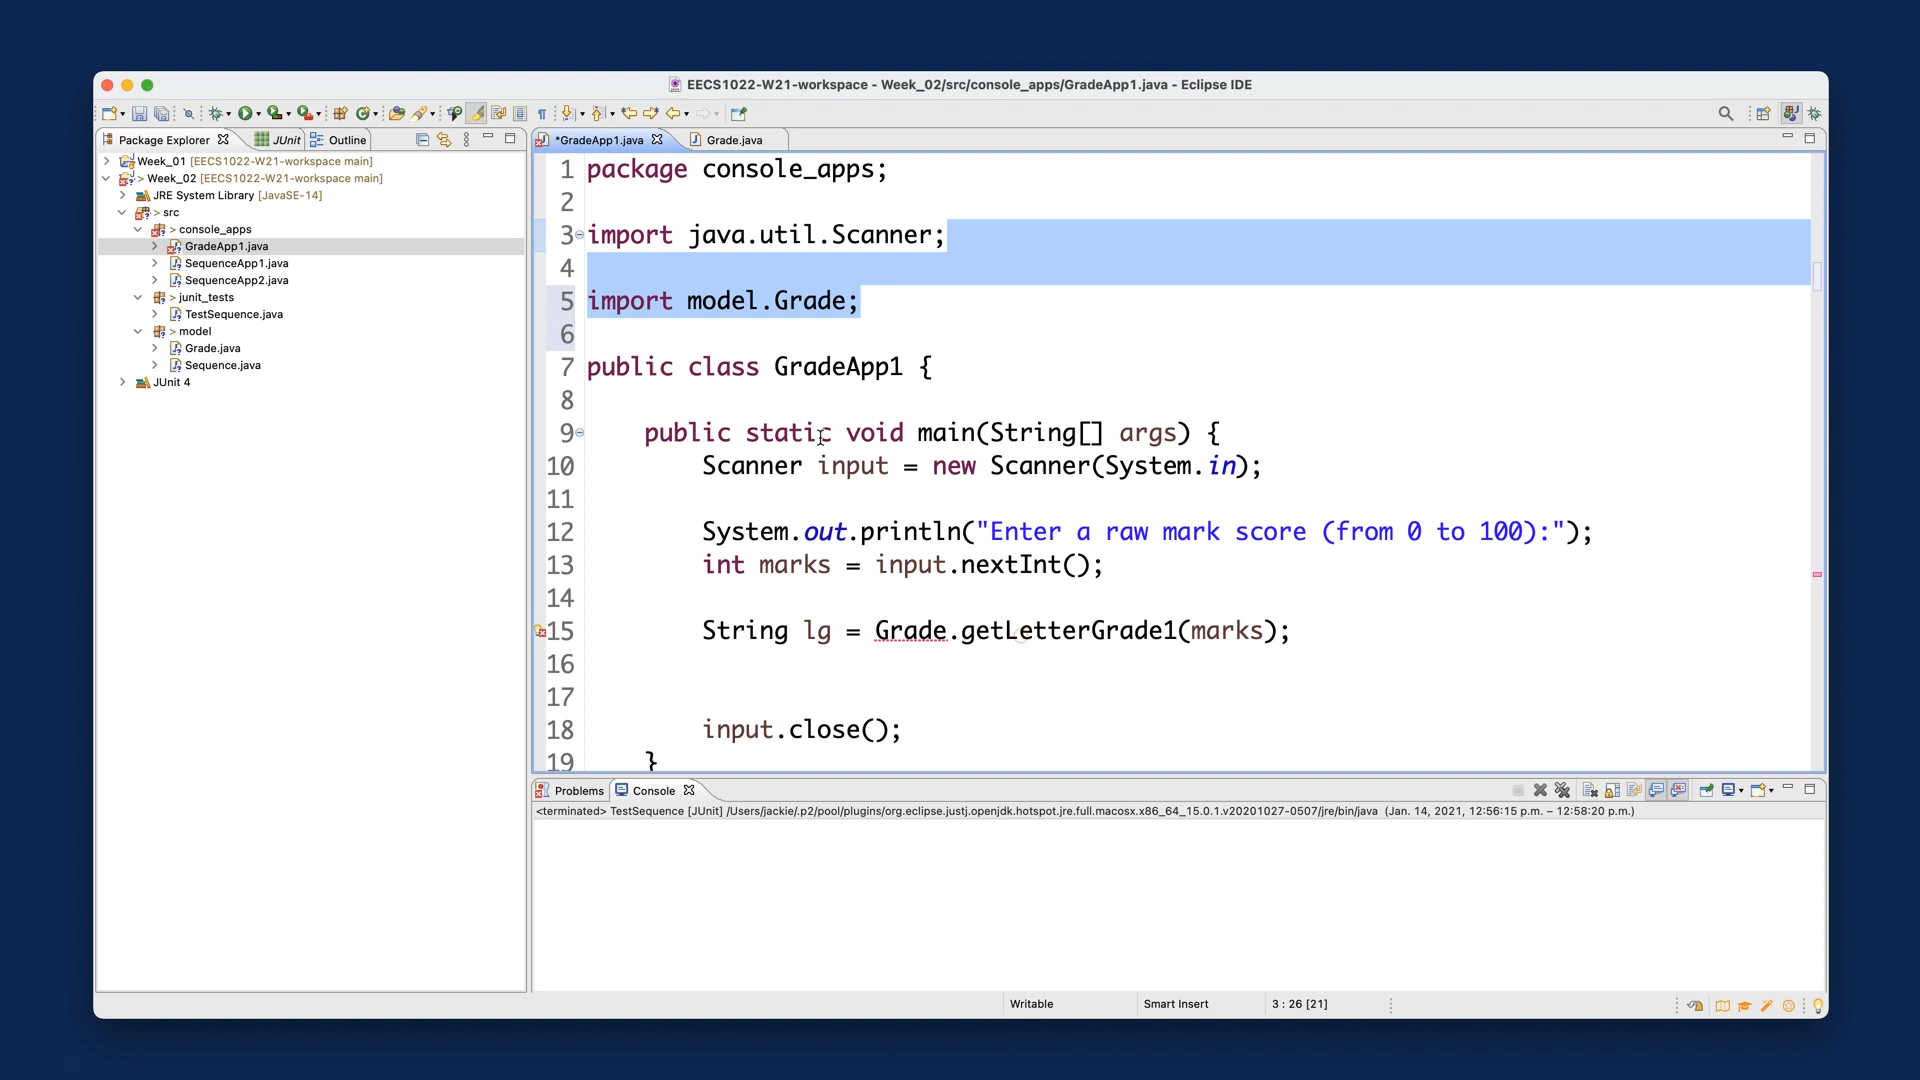 EECS1022-W21-workspace - Week_02/src/console_apps/GradeApp1.java - Eclipse IDE
Package Explorer
JUnit
Outline
*GradeApp1.java
Grade.java
Week_01 [EECS1022-W21-workspace main]
> Week_02 [EECS1022-W21-workspace main]
JRE System Library [JavaSE-14]
> src
> console_apps
GradeApp1.java
SequenceApp1.java
SequenceApp2.java
> junit_tests
TestSequence.java
> model
Grade.java
Sequence.java
JUnit 4
1 package console_apps;
2
3 import java.util.Scanner;
4
5 import model.Grade;
6
7 public class GradeApp1 {
8
9 public static void main(String[] args) {
10 Scanner input = new Scanner(System.in);
11
12 System.out.println("Enter a raw mark score (from 0 to 100):");
13 int marks = input.nextInt();
14
15 String lg = Grade.getLetterGrade1(marks);
16
17
18 input.close();
19 }
Problems
Console
<terminated> TestSequence [JUnit] /Users/jackie/.p2/pool/plugins/org.eclipse.justj.openjdk.hotspot.jre.full.macosx.x86_64_15.0.1.v20201027-0507/jre/bin/java (Jan. 14, 2021, 12:56:15 p.m. – 12:58:20 p.m.)
Writable
Smart Insert
3 : 26 [21]